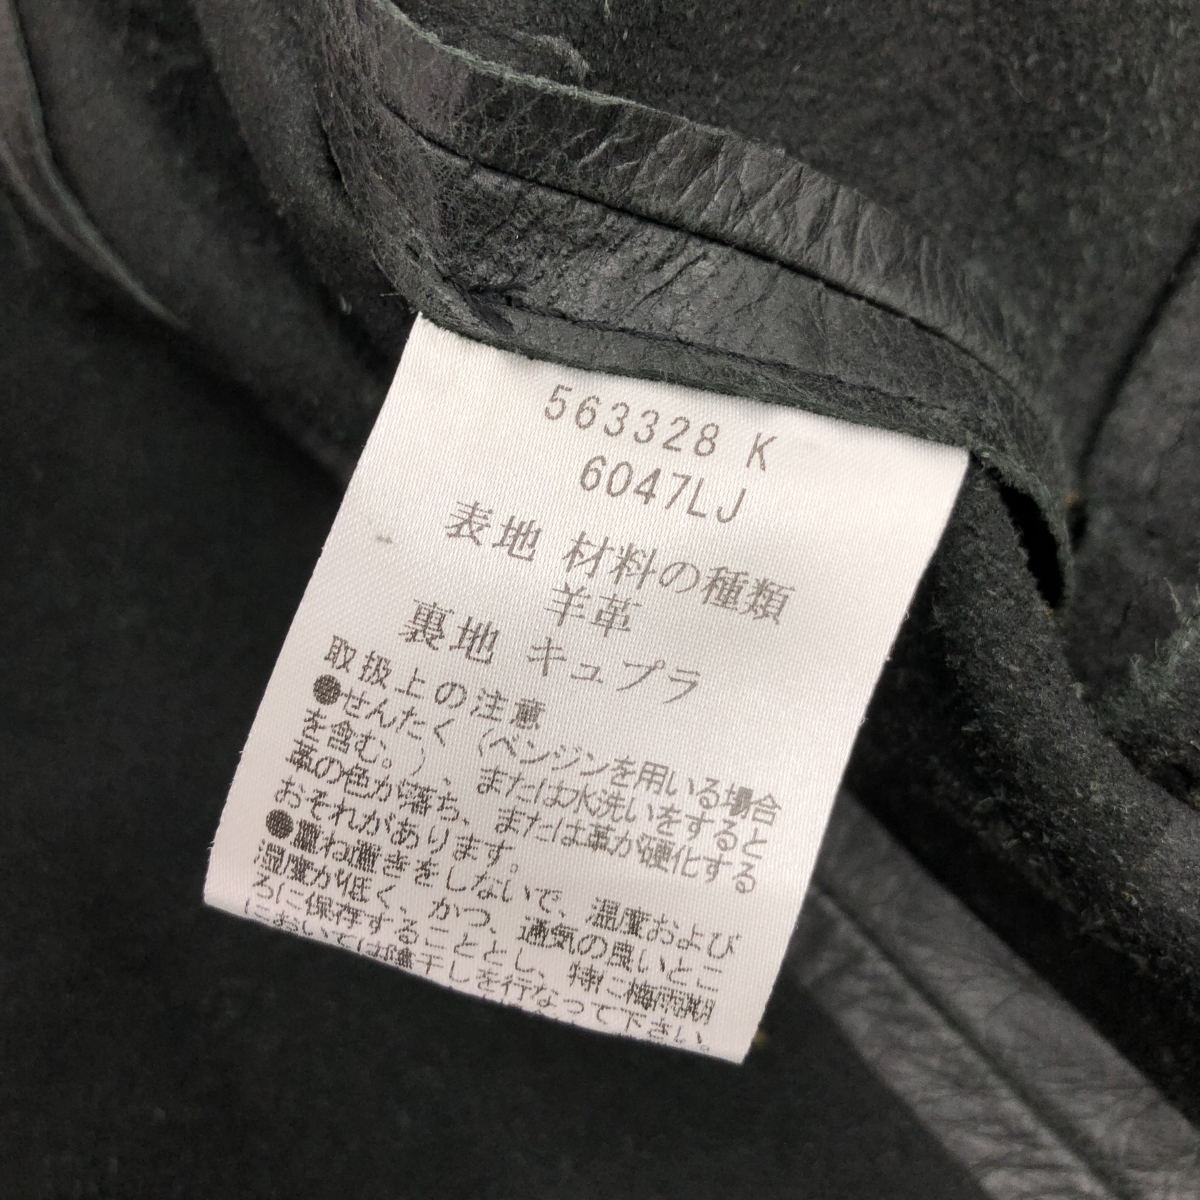 563328 K
6047LJ
表地 材料の種類
羊革
裏地 キュプラ
取扱上の注意
●せんたく(ベンジンを用いる場合
を含む。)、または水洗いをすると
革の色が落ち、または革が硬化する
おそれがあります。
●重ね置きをしないで、温度および
湿度が低く、かつ、通気の良いとこ
ろに保存することとし、特に梅雨期
においては陰干しを行なって下さい。